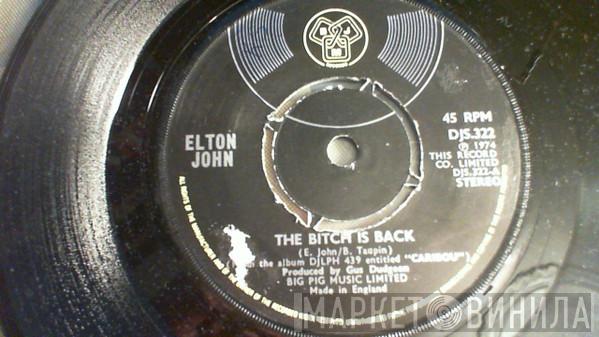 ELTON
JOHN
45 RPM
DJS.322
Ⓟ 1974
THIS RECORD
CO. LIMITED
DJS.322-A
STEREO
THE BITCH IS BACK
(E. John/B. Taupin)
the album DJLPH 439 entitled "CARIBOU")
Produced by Gus Dudgeon
BIG PIG MUSIC LIMITED
Made in England
МАРКЕТ ВИНИЛА